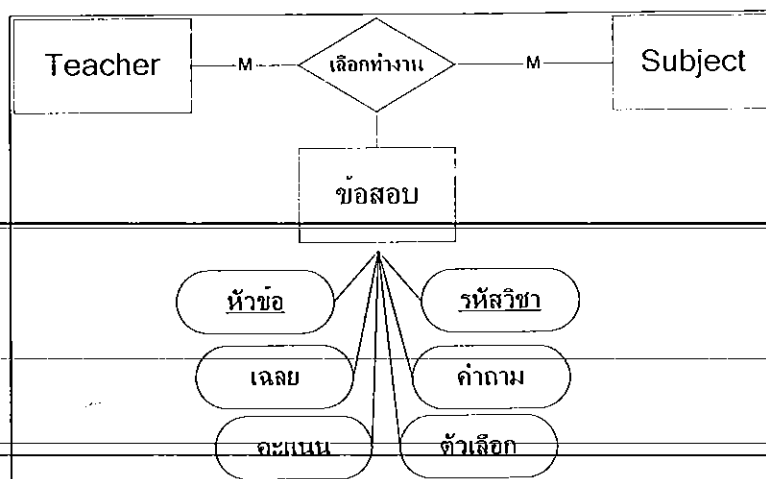 Teacher M เลือกทำงาน M Subject
ข้อสอบ
หัวข้อ รหัสวิชา
เฉลย คำถาม
คะแนน ตัวเลือก